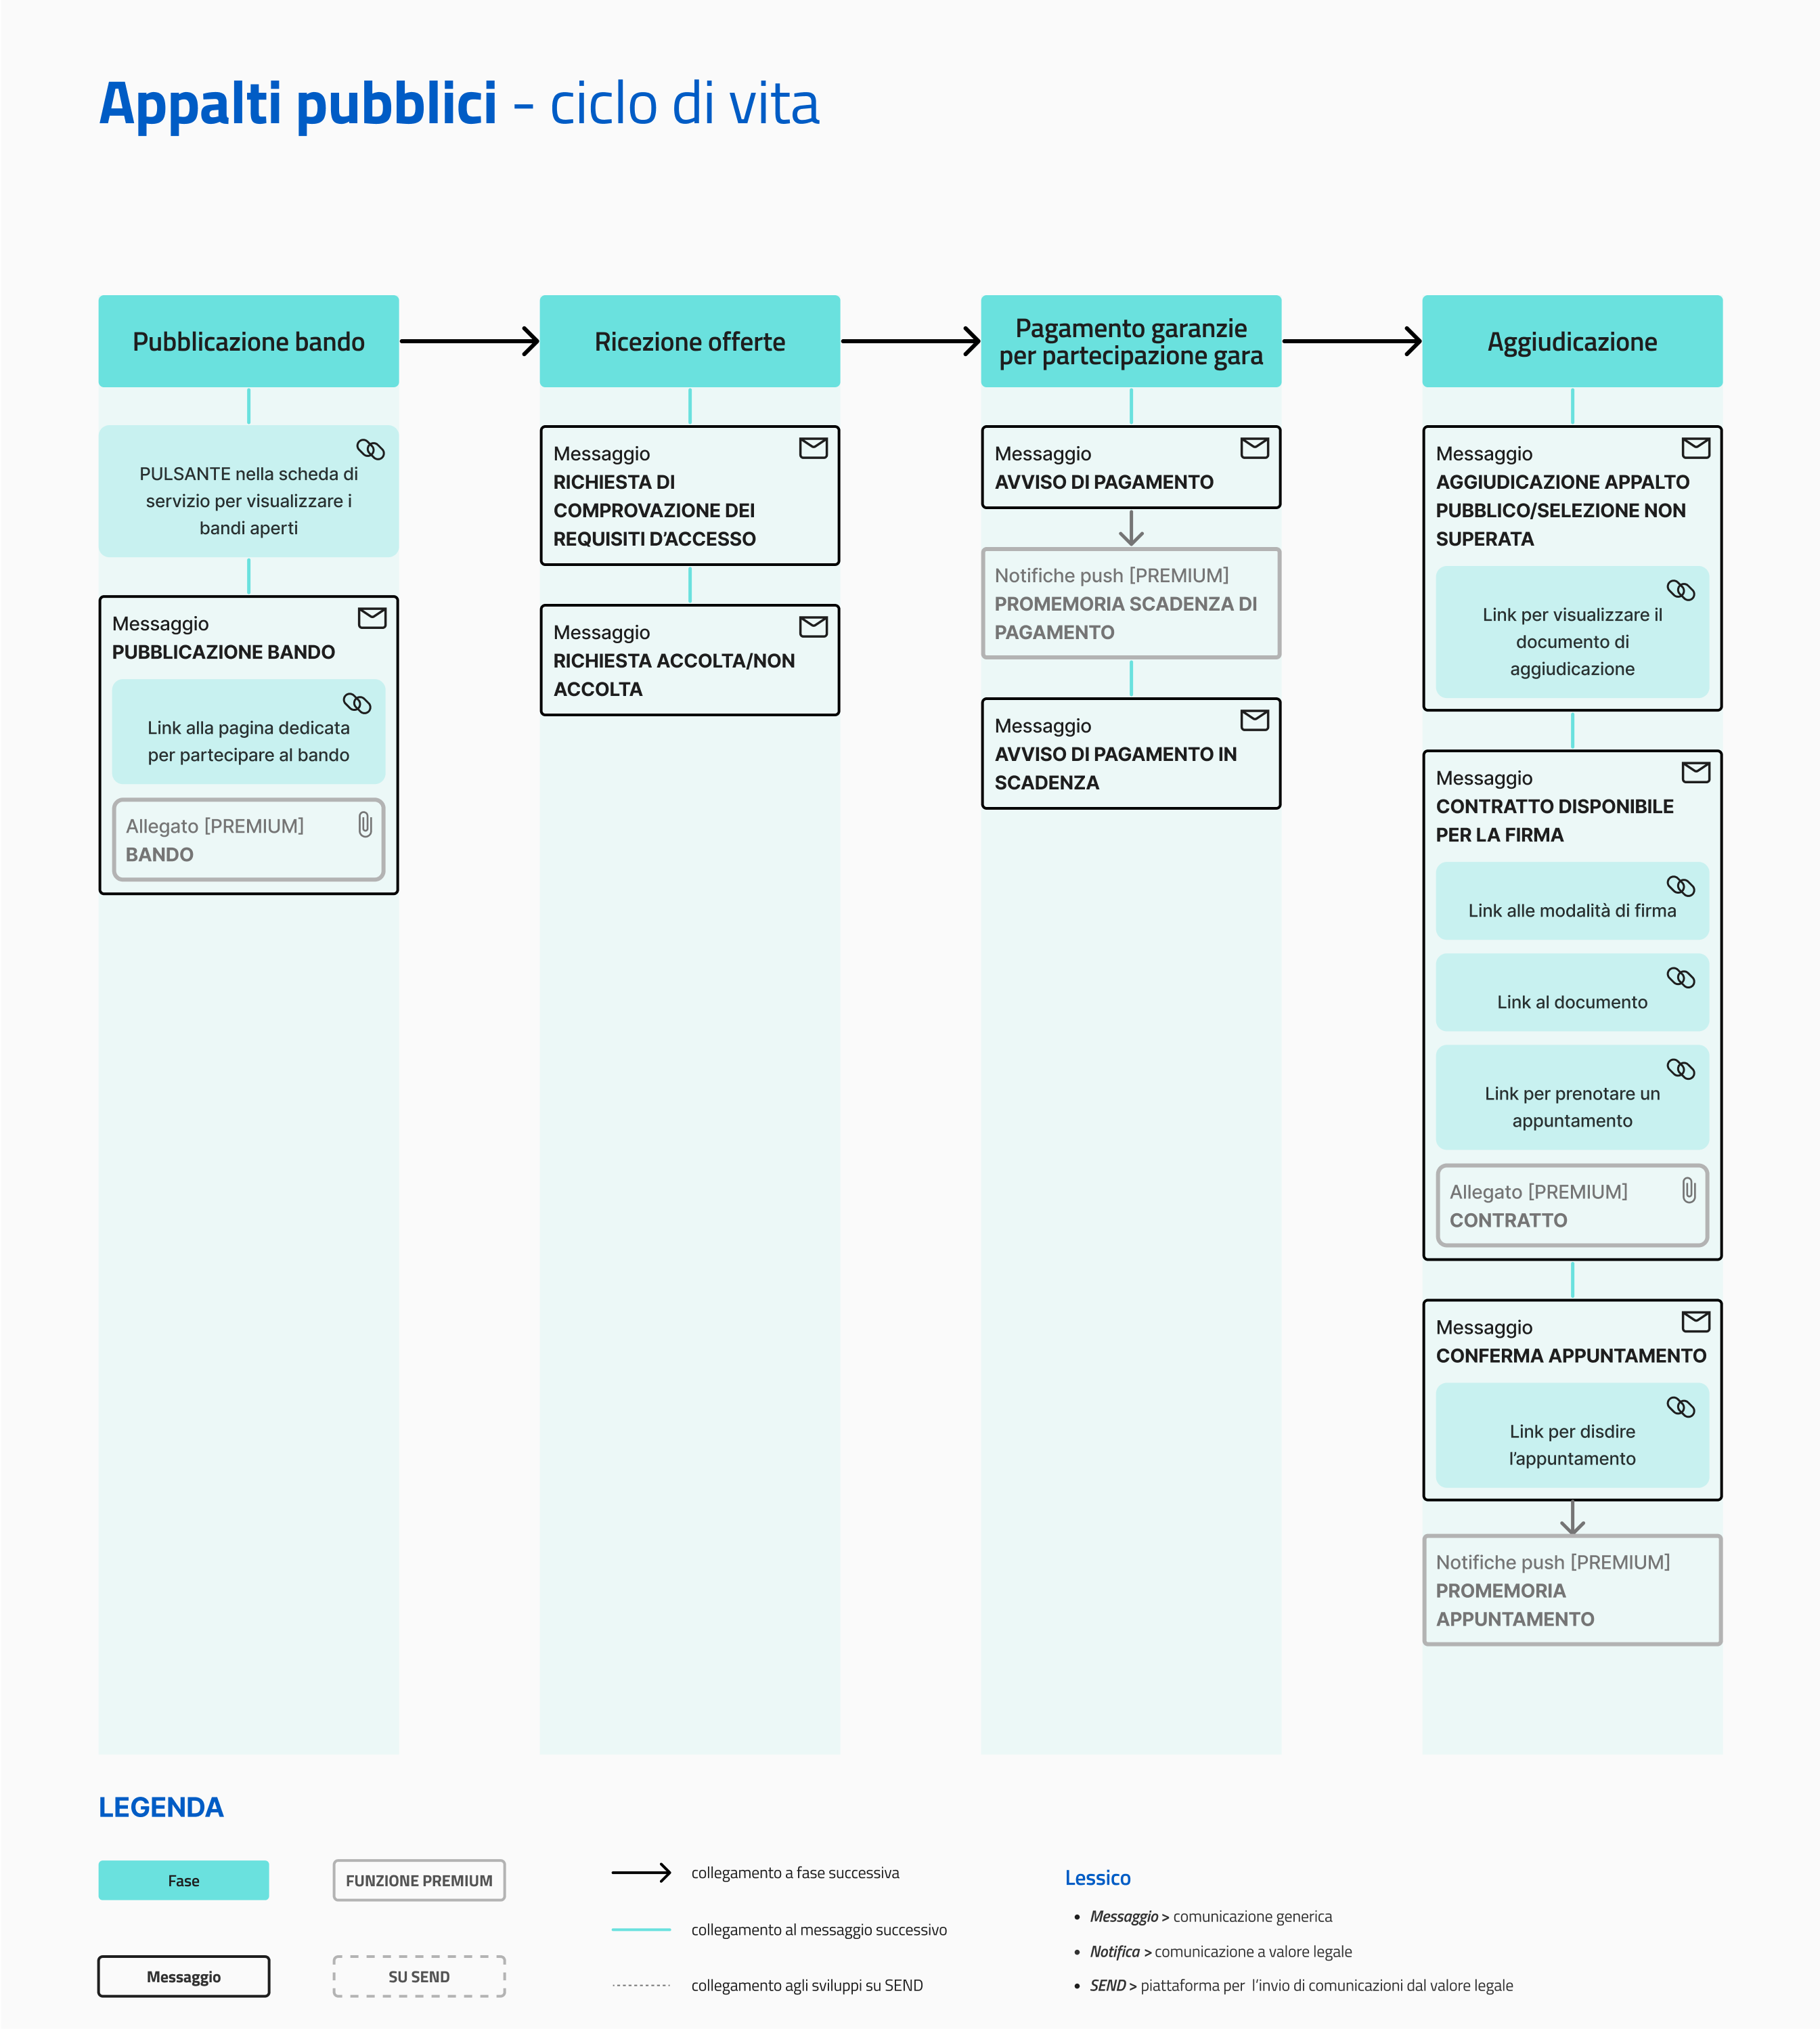 Appalti pubblici - ciclo di vita
Pubblicazione bando
PULSANTE nella scheda di
servizio per visualizzare i
bandi aperti
Messaggio
PUBBLICAZIONE BANDO
Link alla pagina dedicata
per partecipare al bando
Allegato [PREMIUM]
BANDO
Ricezione offerte
Messaggio
RICHIESTA DI
COMPROVAZIONE DEI
REQUISITI D’ACCESSO
Messaggio
RICHIESTA ACCOLTA/NON
ACCOLTA
Pagamento garanzie
per partecipazione gara
Messaggio
AVVISO DI PAGAMENTO
Notifiche push [PREMIUM]
PROMEMORIA SCADENZA DI
PAGAMENTO
Messaggio
AVVISO DI PAGAMENTO IN
SCADENZA
Aggiudicazione
Messaggio
AGGIUDICAZIONE APPALTO
PUBBLICO/SELEZIONE NON
SUPERATA
Link per visualizzare il
documento di
aggiudicazione
Messaggio
CONTRATTO DISPONIBILE
PER LA FIRMA
Link alle modalità di firma
Link al documento
Link per prenotare un
appuntamento
Allegato [PREMIUM]
CONTRATTO
Messaggio
CONFERMA APPUNTAMENTO
Link per disdire
l’appuntamento
Notifiche push [PREMIUM]
PROMEMORIA
APPUNTAMENTO
LEGENDA
Fase
FUNZIONE PREMIUM
Messaggio
SU SEND
collegamento a fase successiva
collegamento al messaggio successivo
collegamento agli sviluppi su SEND
Lessico
• Messaggio > comunicazione generica
• Notifica > comunicazione a valore legale
• SEND > piattaforma per l’invio di comunicazioni dal valore legale